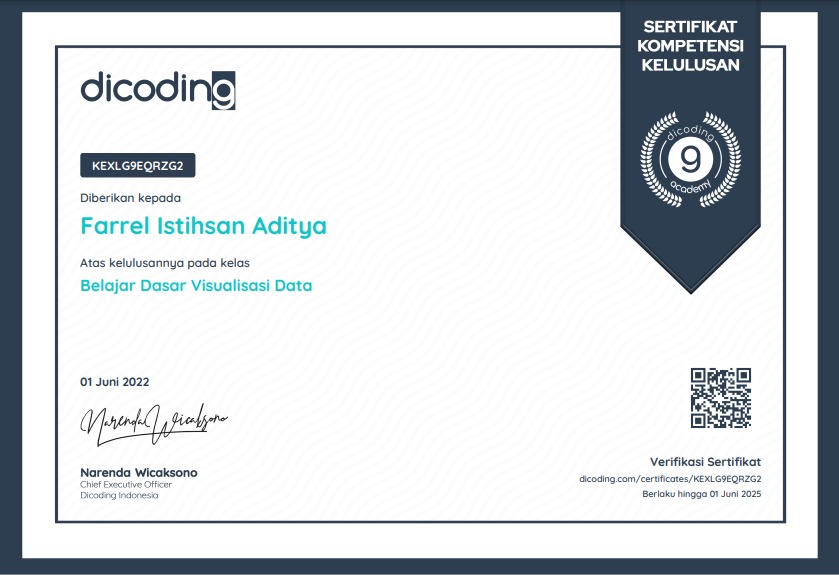 SERTIFIKAT
KOMPETENSI
KELULUSAN
dicoding
dicoding
9
academy
KEXLG9EQRZG2
Diberikan kepada
Farrel Istihsan Aditya
Atas kelulusannya pada kelas
Belajar Dasar Visualisasi Data
01 Juni 2022
Narenda Wicaksono
Narenda Wicaksono
Chief Executive Officer
Dicoding Indonesia
Verifikasi Sertifikat
dicoding.com/certificates/KEXLG9EQRZG2
Berlaku hingga 01 Juni 2025